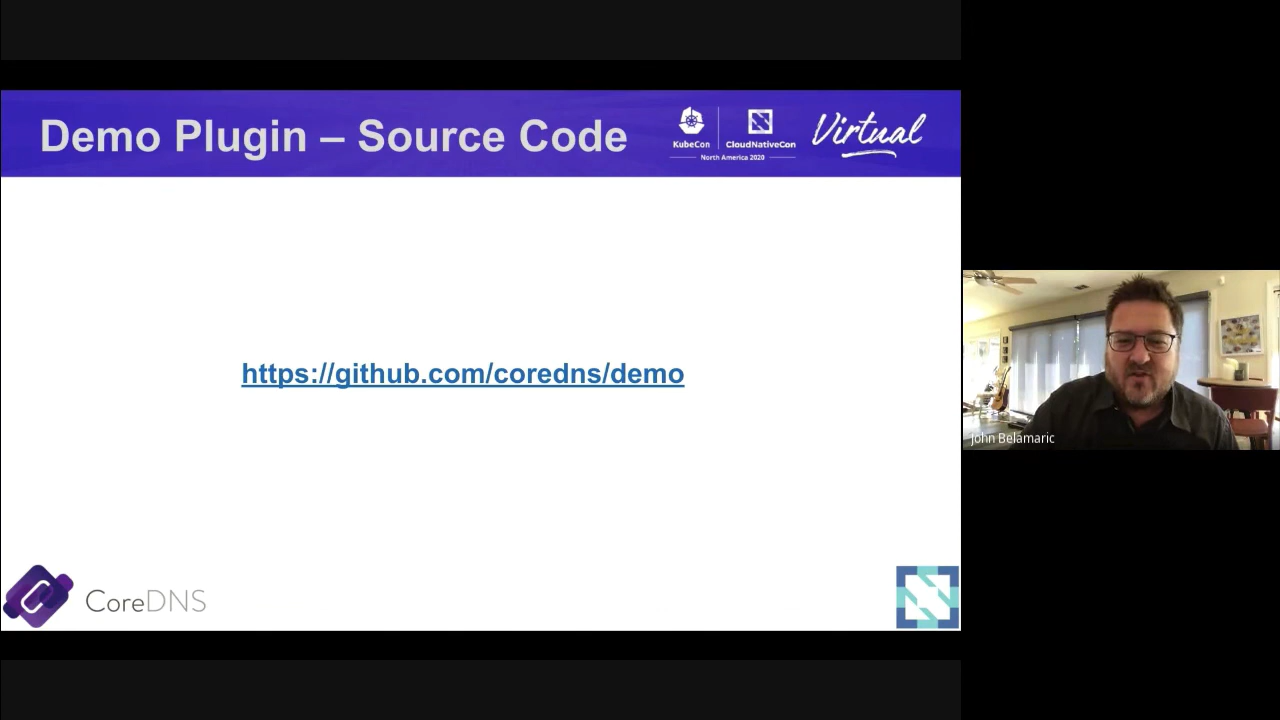 Demo Plugin – Source Code
KubeCon
CloudNativeCon
North America 2020
Virtual
https://github.com/coredns/demo
CoreDNS
John Belamaric